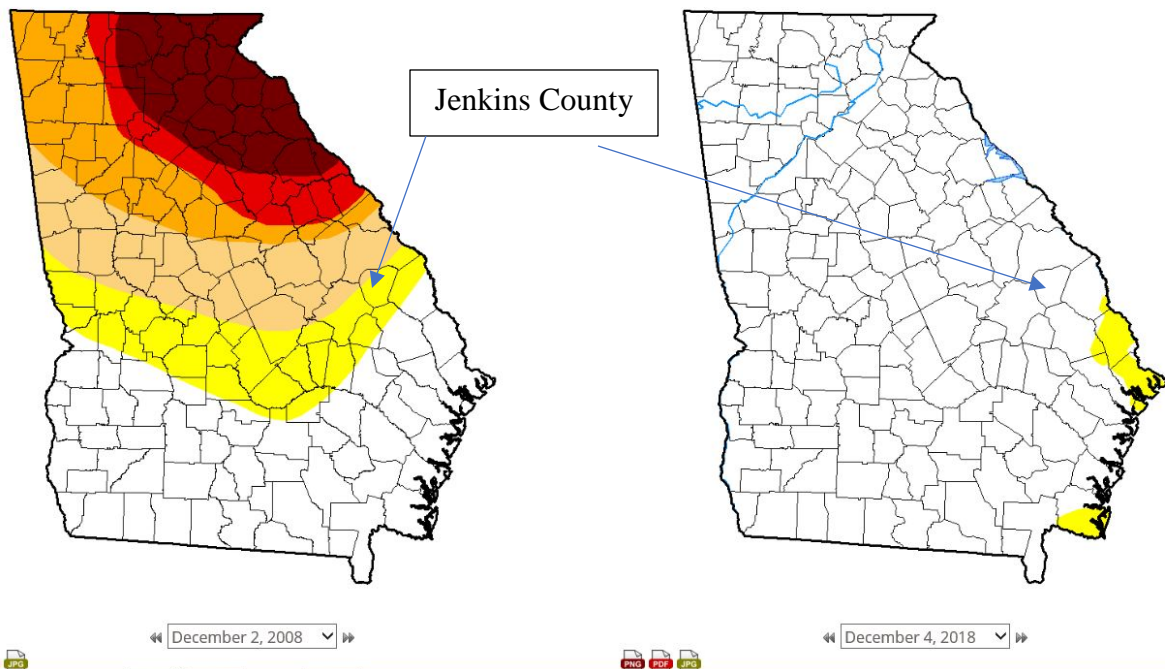 Jenkins County
December 2, 2008
December 4, 2018
JPG
PNG PDF JPG